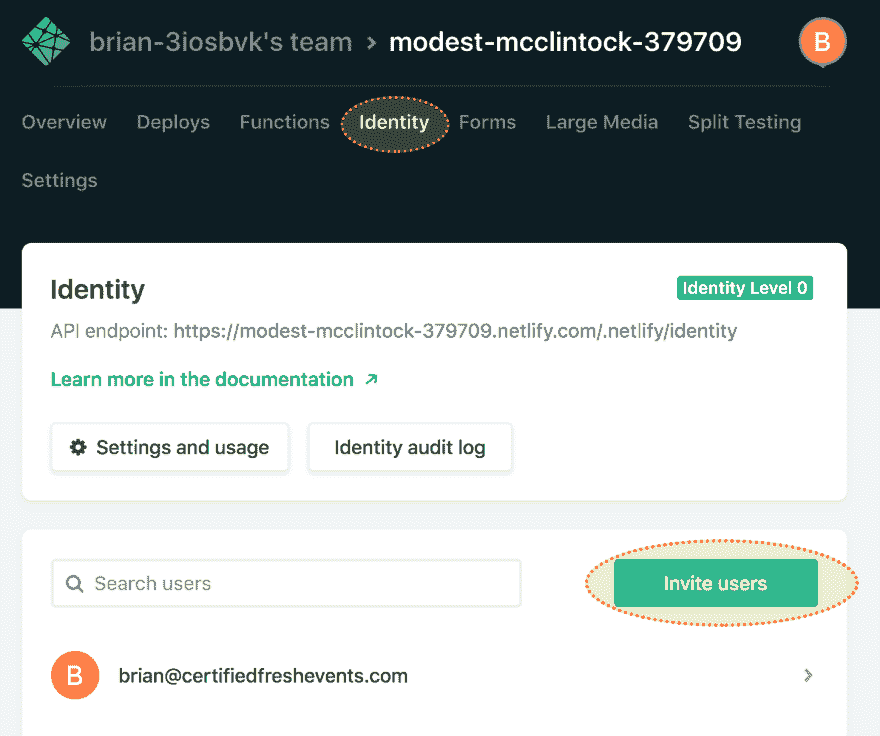 brian-3iosbvk's team > modest-mcclintock-379709 B
Overview Deploys Functions Identity Forms Large Media Split Testing
Settings
Identity Identity Level 0
API endpoint: https://modest-mcclintock-379709.netlify.com/.netlify/identity
Learn more in the documentation
Settings and usage Identity audit log
Search users Invite users
B brian@certifiedfreshevents.com